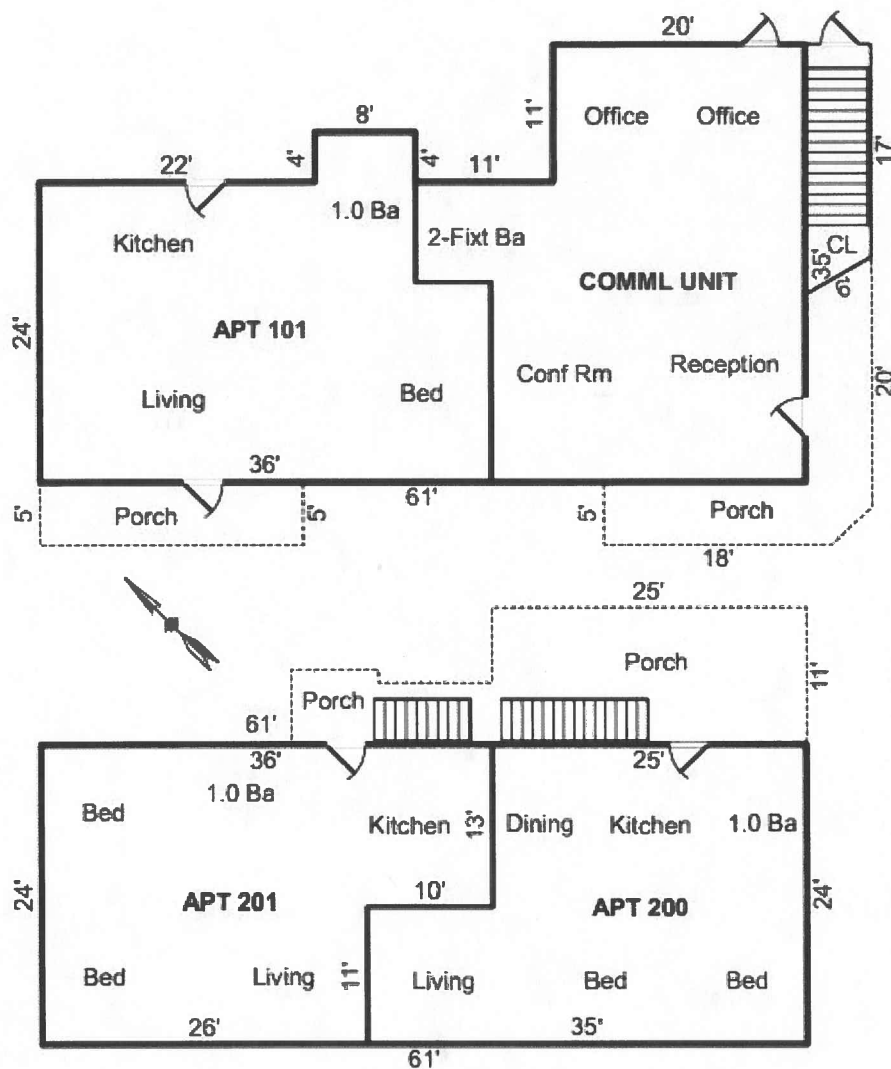 20'
8'
11'
Office Office
22'
4'
4'
11'
17'
1.0 Ba
Kitchen
2-Fixt Ba
CL
35'
6'
COMML UNIT
24'
APT 101
Conf Rm
Reception
Living
Bed
20'
36'
61'
5'
Porch
5'
5'
Porch
18'
25'
Porch
Porch
11'
61'
36'
25'
1.0 Ba
Bed
Kitchen
13'
Dining
Kitchen
1.0 Ba
24'
10'
24'
APT 201
APT 200
Bed
Living
11'
Living
Bed
Bed
26'
35'
61'